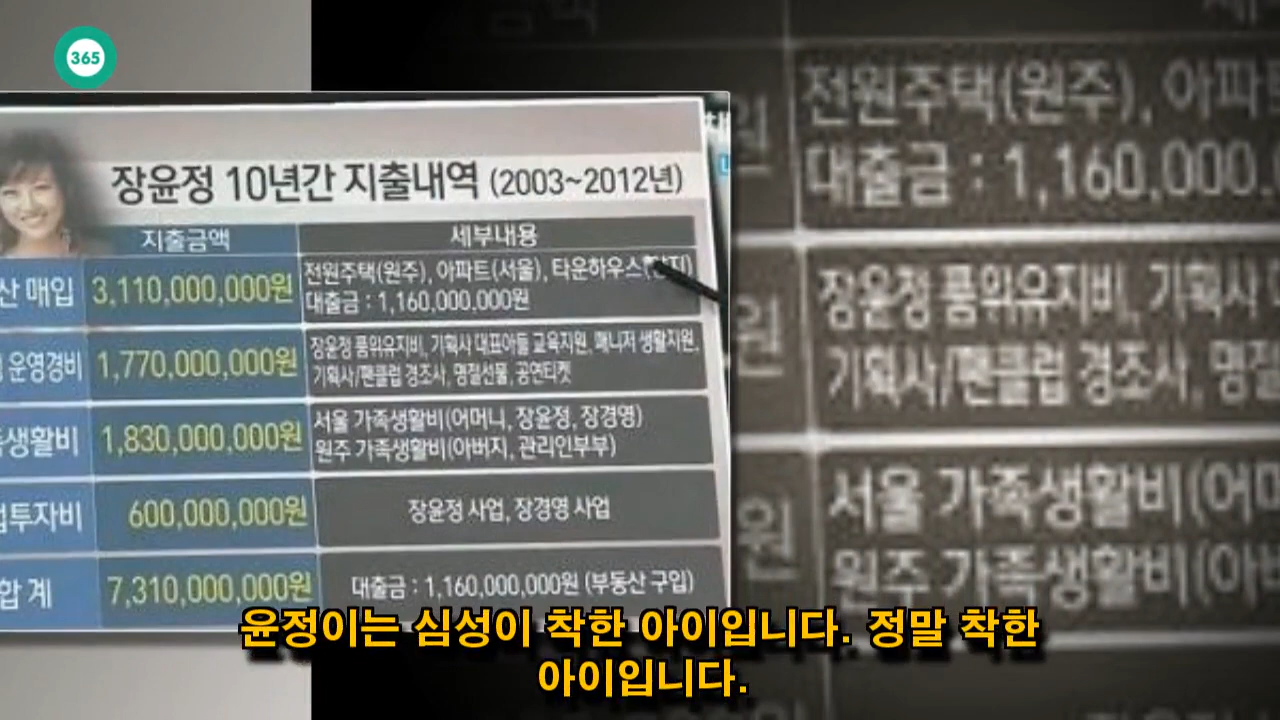 365
장윤정 10년간 지출내역 (2003~2012년)
지출금액
세부내용
산 매입
3,110,000,000원
전원주택(원주), 아파트(서울), 타운하우스
대출금 : 1,160,000,000원
운영경비
1,770,000,000원
장윤정 품위유지비, 기획사 대표아들 교육지원, 매니저 생활지원,
기획사/팬클럽 경조사, 명절선물, 공연티켓
생활비
1,830,000,000원
서울 가족생활비(어머니, 장윤정, 장경영)
원주 가족생활비(아버지, 관리인부부)
투자비
600,000,000원
장윤정 사업, 장경영 사업
합 계
7,310,000,000원
대출금 : 1,160,000,000원 (부동산 구입)
전원주택(원주), 아파
대출금 : 1,160,000.
원
장윤정 품위유지비, 기획사
기획사/팬클럽 경조사, 명절
원
서울 가족생활비(어머
원주 가족생활비(아
원
윤정이는 심성이 착한 아이입니다. 정말 착한
아이입니다.